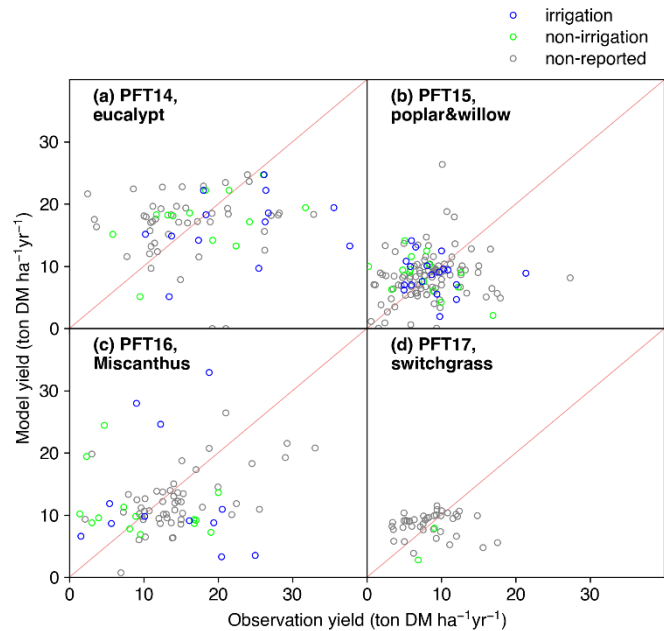 irrigation
non-irrigation
non-reported
(a) PFT14,
eucalypt
(b) PFT15,
poplar&willow
40
30
20
10
0
(c) PFT16,
Miscanthus
(d) PFT17,
switchgrass
40
30
20
10
0
Model yield (ton DM ha⁻¹yr⁻¹)
0 10 20 30 0 10 20 30
Observation yield (ton DM ha⁻¹yr⁻¹)